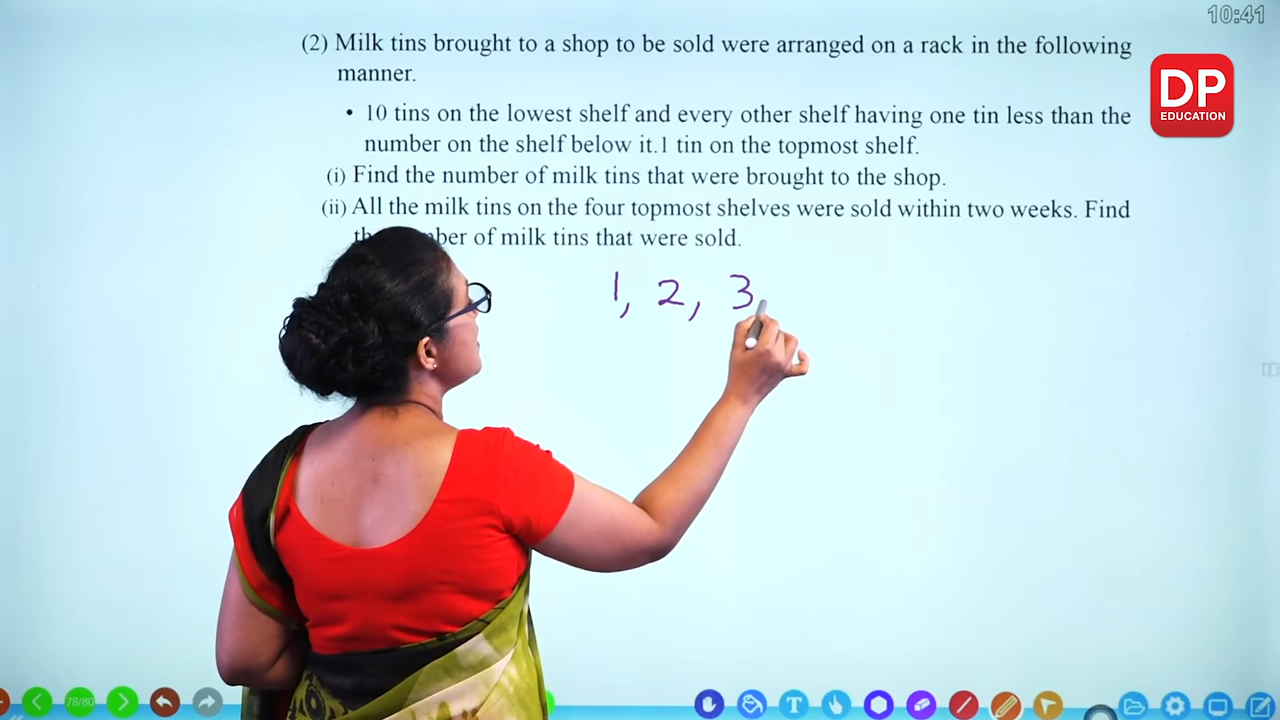 10:41
(2) Milk tins brought to a shop to be sold were arranged on a rack in the following
manner.
DP
EDUCATION
• 10 tins on the lowest shelf and every other shelf having one tin less than the
number on the shelf below it.1 tin on the topmost shelf.
(i) Find the number of milk tins that were brought to the shop.
(ii) All the milk tins on the four topmost shelves were sold within two weeks. Find
of milk tins that were sold.
1, 2, 3
78/80